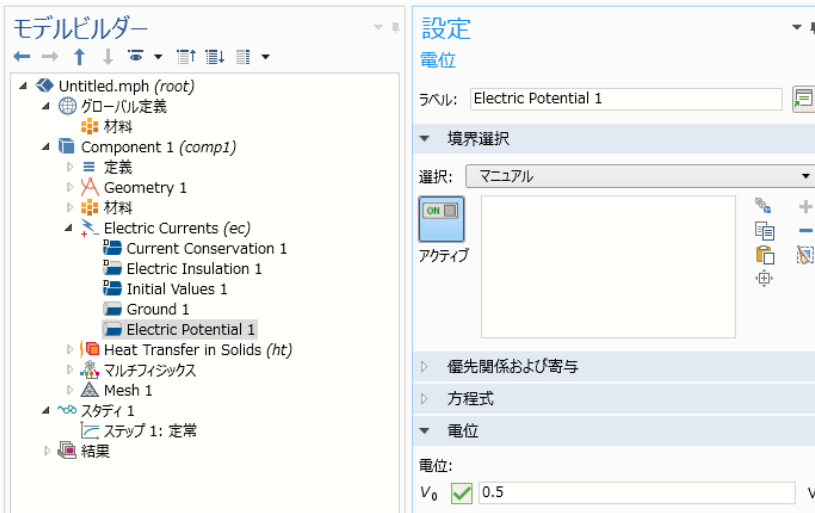 モデルビルダー
Untitled.mph (root)
グローバル定義
材料
Component 1 (comp1)
定義
Geometry 1
材料
Electric Currents (ec)
Current Conservation 1
Electric Insulation 1
Initial Values 1
Ground 1
Electric Potential 1
Heat Transfer in Solids (ht)
マルチフィジックス
Mesh 1
スタディ 1
ステップ 1: 定常
結果
設定
電位
ラベル: Electric Potential 1
境界選択
選択: マニュアル
ON
アクティブ
優先関係および寄与
方程式
電位
電位:
V₀ 0.5 V